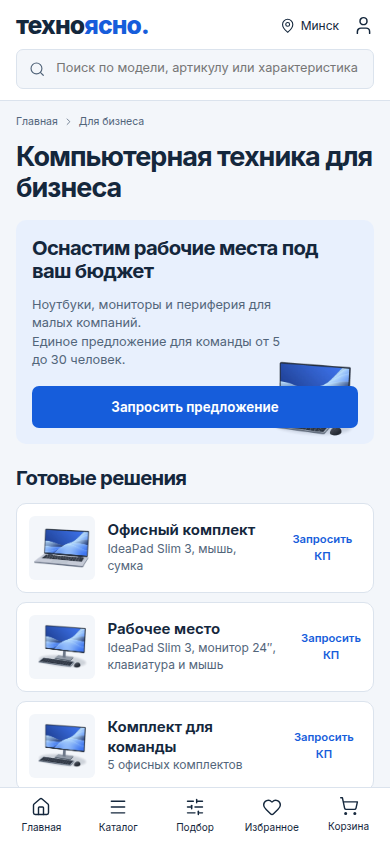 техноясно.
Минск
Поиск по модели, артикулу или характеристика
Главная > Для бизнеса
Компьютерная техника для
бизнеса
Оснастим рабочие места под
ваш бюджет
Ноутбуки, мониторы и периферия для
малых компаний.
Единое предложение для команды от 5
до 30 человек.
Запросить предложение
Готовые решения
Офисный комплект
IdeaPad Slim 3, мышь,
сумка
Запросить
КП
Рабочее место
IdeaPad Slim 3, монитор 24″,
клавиатура и мышь
Запросить
КП
Комплект для
команды
5 офисных комплектов
Запросить
КП
Главная
Каталог
Подбор
Избранное
Корзина